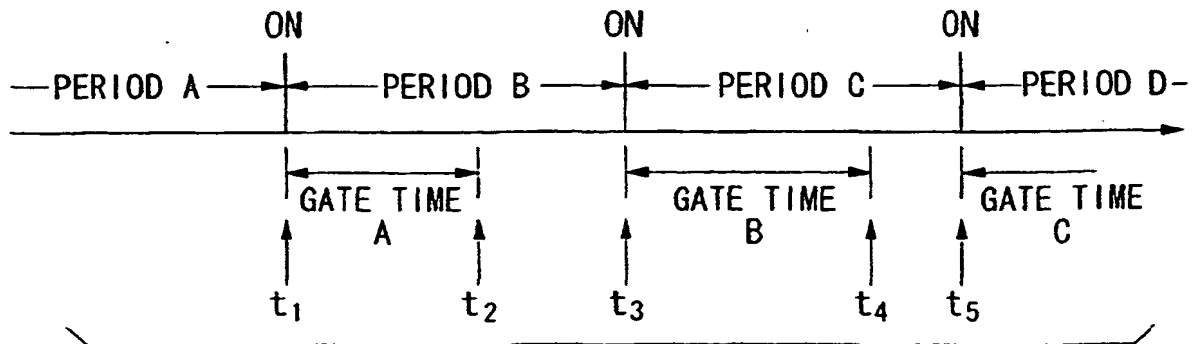 ON ON ON
PERIOD A PERIOD B PERIOD C PERIOD D
GATE TIME A
GATE TIME B
GATE TIME C
t1 t2 t3 t4 t5